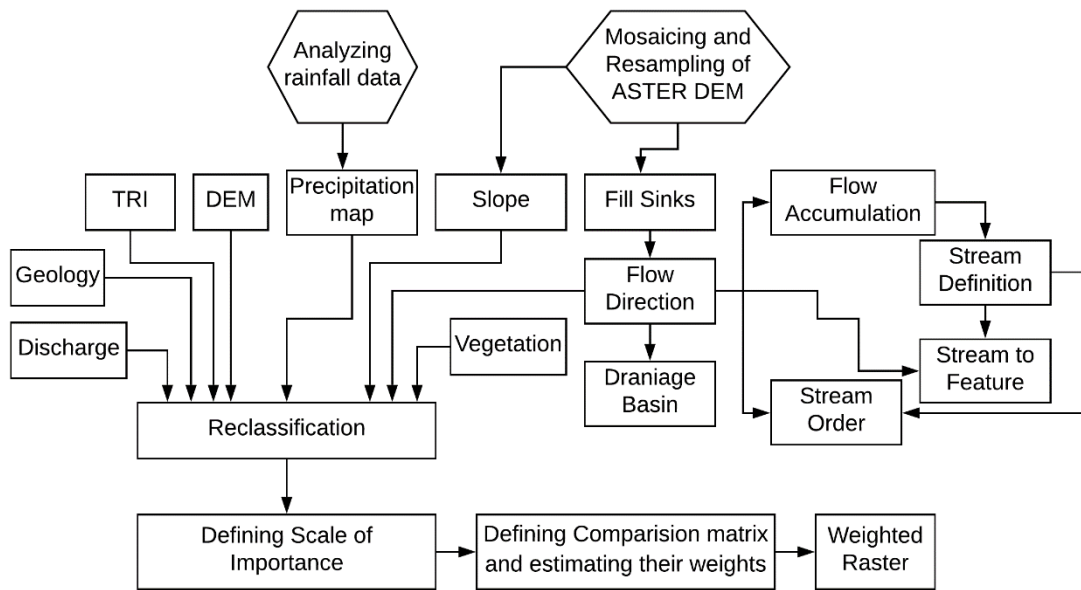 Analyzing
rainfall data
Mosaicing and
Resampling of
ASTER DEM
TRI
DEM
Precipitation
map
Slope
Fill Sinks
Flow
Accumulation
Geology
Flow
Direction
Stream
Definition
Discharge
Vegetation
Draniage
Basin
Stream to
Feature
Stream
Order
Reclassification
Defining Scale of
Importance
Defining Comparision matrix
and estimating their weights
Weighted
Raster